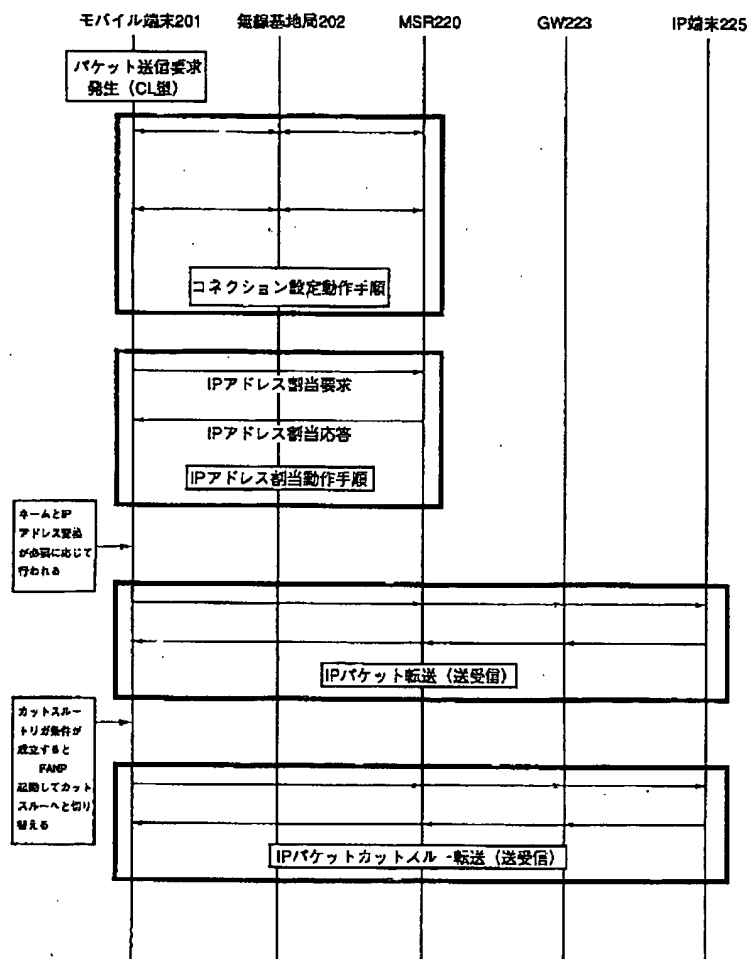 モバイル端末201 無線基地局202 MSR220 GW223 IP端末225
パケット送信要求
発生（CL型）
コネクション設定動作手順
IPアドレス割当要求
IPアドレス割当応答
IPアドレス割当動作手順
ネームとIP
アドレス変換
が必要に応じて
行われる
IPパケット転送（送受信）
カットスルー
トリガ条件が
成立すると
FANP
起動してカット
スルーへと切り
替える
IPパケットカットスルー転送（送受信）